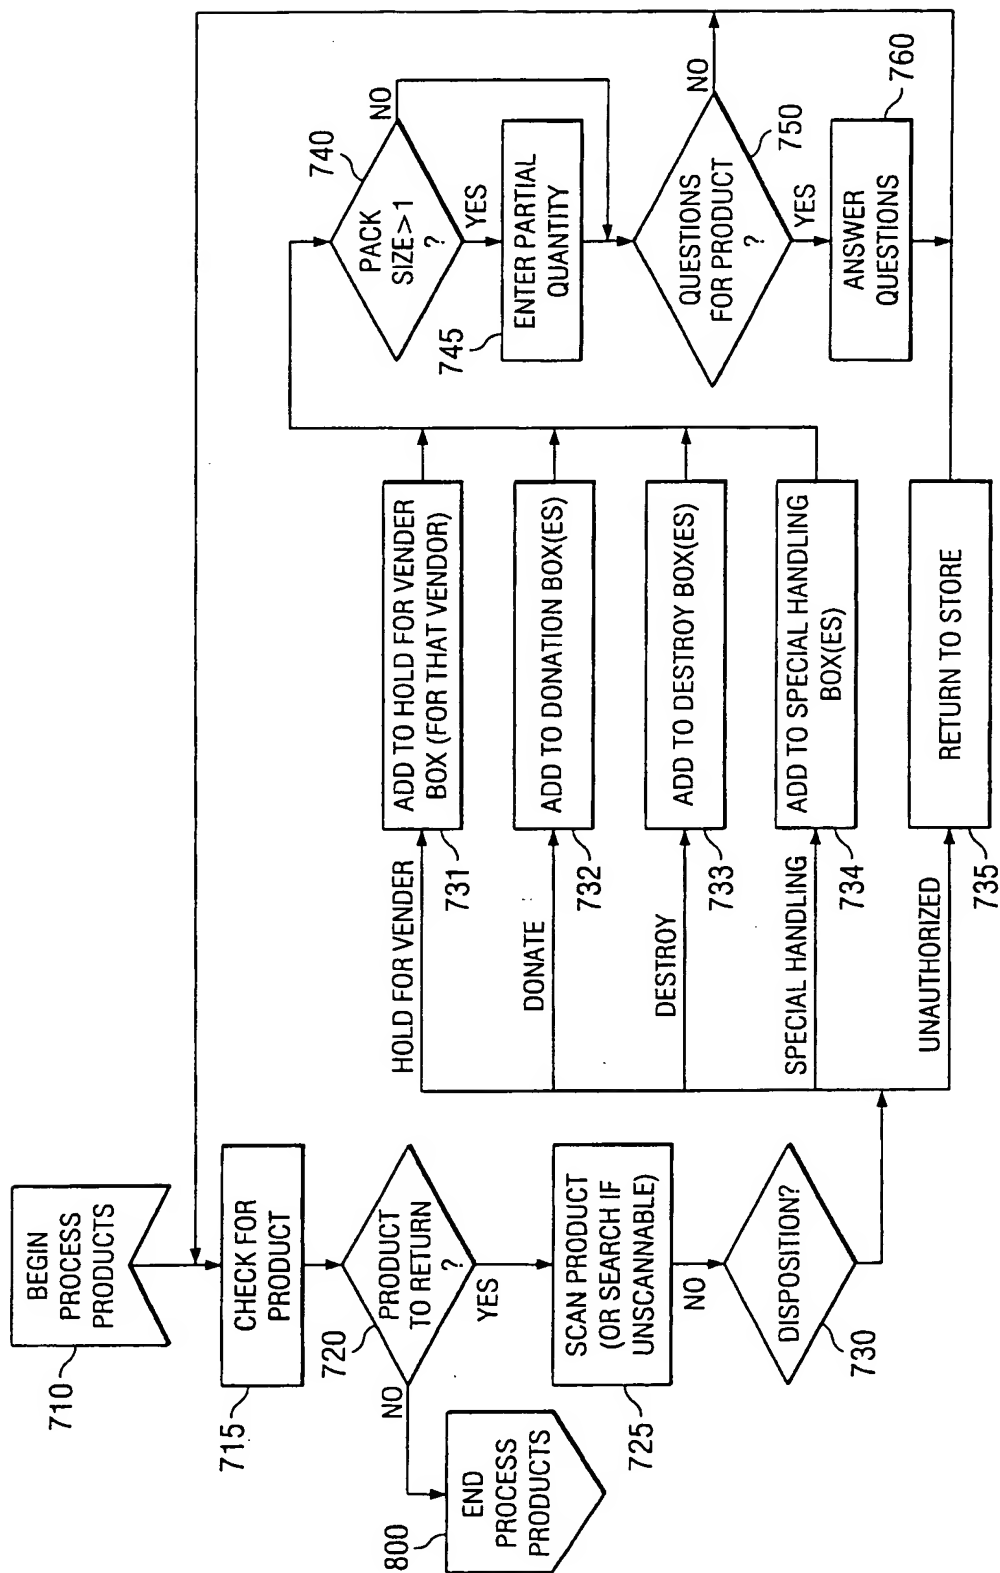 BEGIN
PROCESS
PRODUCTS
710
CHECK FOR
PRODUCT
715
PRODUCT
TO RETURN
?
720
NO
YES
END
PROCESS
PRODUCTS
800
SCAN PRODUCT
(OR SEARCH IF
UNSCANNABLE)
725
NO
DISPOSITION?
730
HOLD FOR VENDER
ADD TO HOLD FOR VENDER
BOX (FOR THAT VENDOR)
731
DONATE
ADD TO DONATION BOX(ES)
732
DESTROY
ADD TO DESTROY BOX(ES)
733
SPECIAL HANDLING
ADD TO SPECIAL HANDLING
BOX(ES)
734
UNAUTHORIZED
RETURN TO STORE
735
PACK
SIZE>1
?
740
NO
YES
ENTER PARTIAL
QUANTITY
745
QUESTIONS
FOR PRODUCT
?
750
NO
YES
ANSWER
QUESTIONS
760